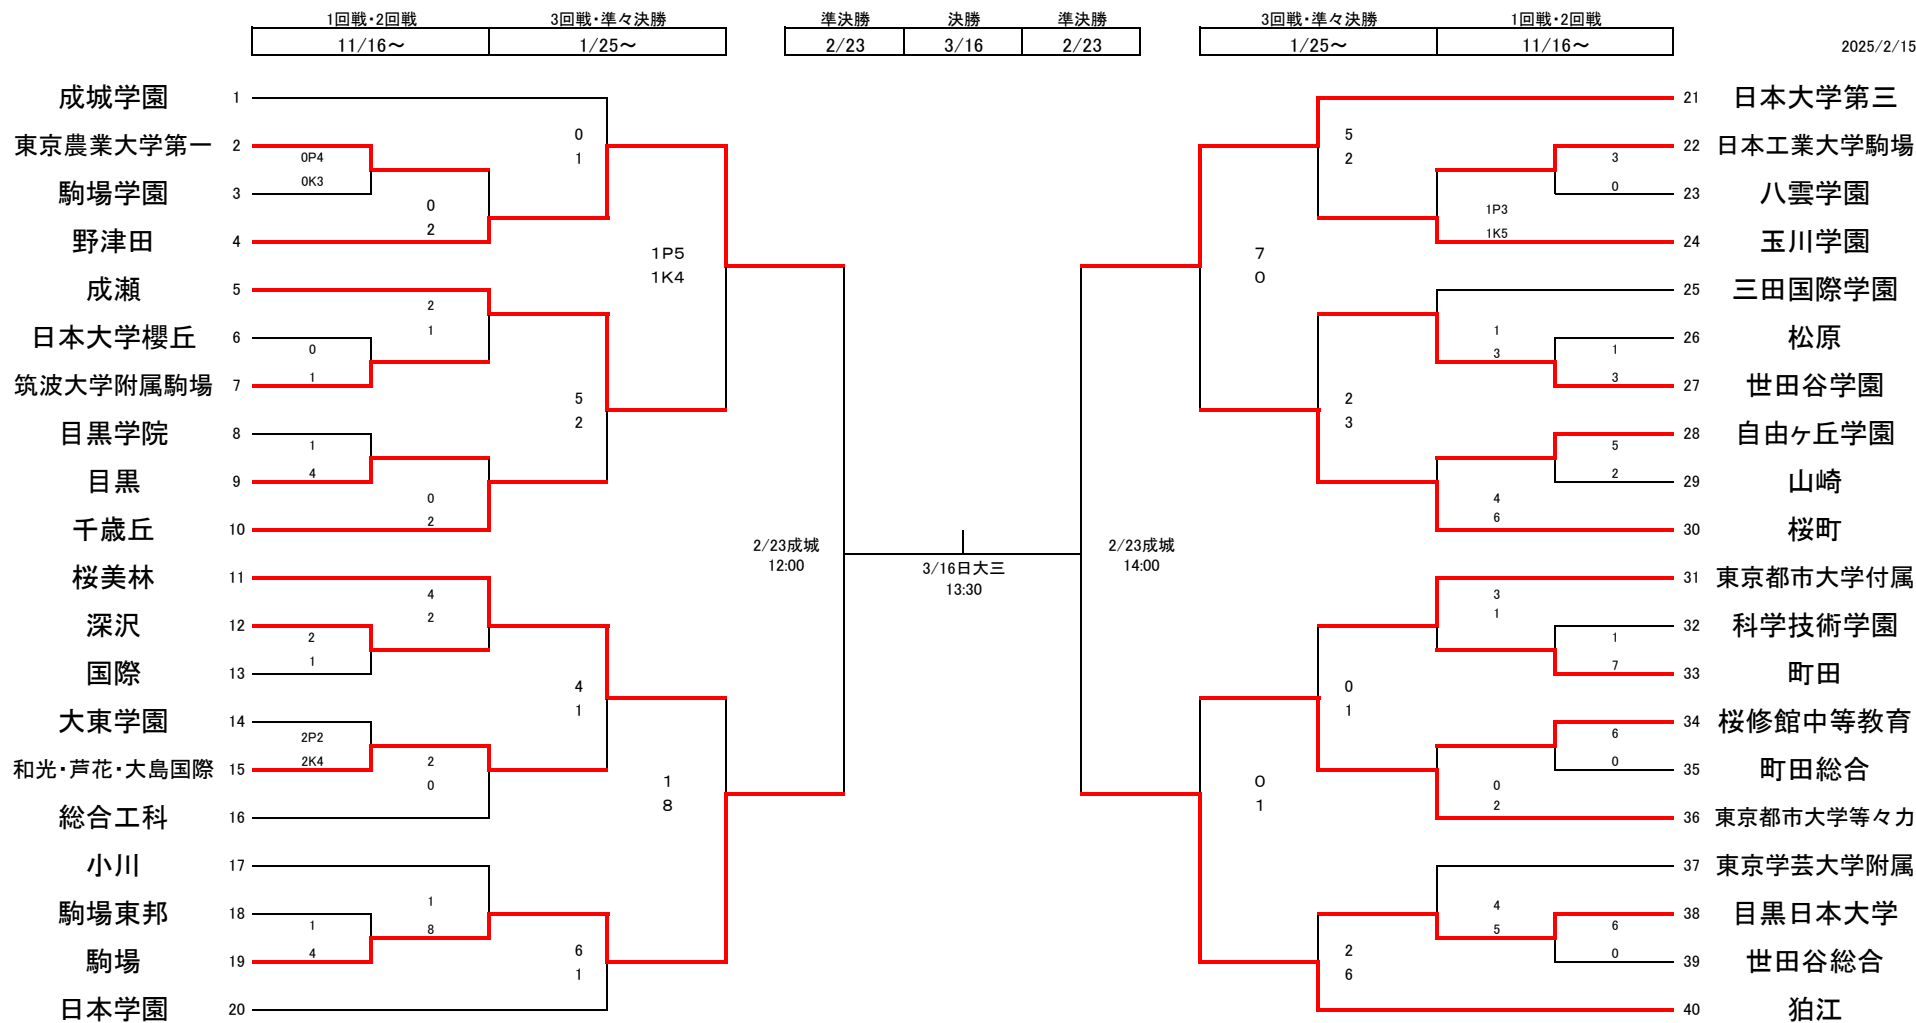 1回戦・2回戦 3回戦・準々決勝 準決勝 決勝 準決勝 3回戦・準々決勝 1回戦・2回戦
11/16～ 1/25～ 2/23 3/16 2/23 1/25～ 11/16～ 2025/2/15
成城学園 1
東京農業大学第一 2
0P4
0K3
駒場学園 3
0
1
0
2
野津田 4
1P5
1K4
成瀬 5
2
1
日本大学櫻丘 6
0
1
筑波大学附属駒場 7
5
2
目黒学院 8
1
4
目黒 9
0
2
千歳丘 10
2/23成城
12:00
桜美林 11
4
2
深沢 12
2
1
国際 13
4
1
大東学園 14
2P2
2K4
和光・芦花・大島国際 15
2
0
総合工科 16
1
8
小川 17
1
8
駒場東邦 18
1
4
駒場 19
6
1
日本学園 20
3/16日大三
13:30
21 日本大学第三
5
2
22 日本工業大学駒場
3
0
23 八雲学園
1P3
1K5
24 玉川学園
7
0
25 三田国際学園
1
3
26 松原
1
3
27 世田谷学園
2
3
28 自由ヶ丘学園
5
2
29 山崎
4
6
30 桜町
2/23成城
14:00
31 東京都市大学付属
3
1
32 科学技術学園
1
7
33 町田
0
1
34 桜修館中等教育
6
0
35 町田総合
0
2
36 東京都市大学等々力
0
1
37 東京学芸大学附属
4
5
38 目黒日本大学
6
0
39 世田谷総合
2
6
40 狛江